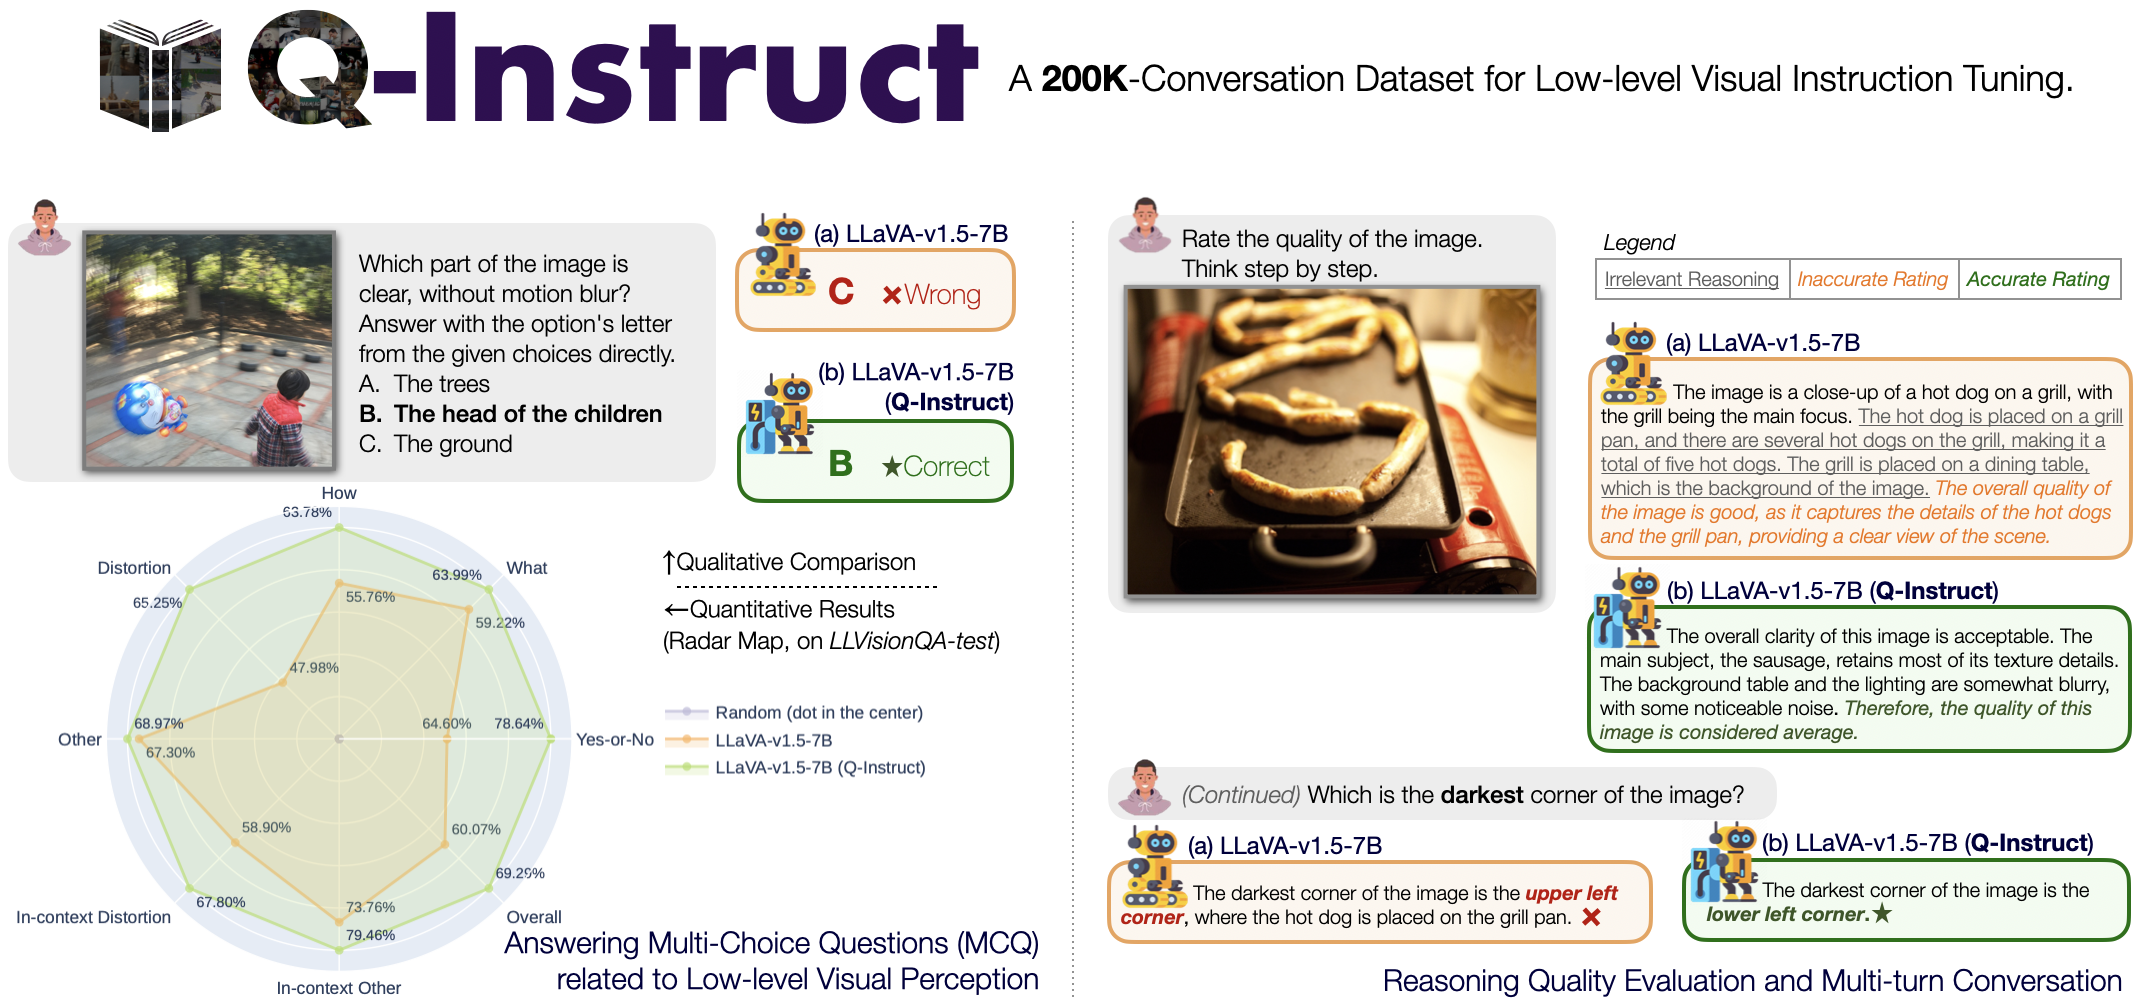 Q-Instruct
A 200K-Conversation Dataset for Low-level Visual Instruction Tuning.
Which part of the image is
clear, without motion blur?
Answer with the option's letter
from the given choices directly.
A. The trees
B. The head of the children
C. The ground
(a) LLaVA-v1.5-7B
C ✖Wrong
(b) LLaVA-v1.5-7B
(Q-Instruct)
B ★Correct
How
63.78%
Distortion
65.25%
63.99%
What
55.76%
59.22%
47.98%
Other
68.97%
67.30%
64.60%
78.64%
Yes-or-No
58.90%
60.07%
In-context Distortion
67.80%
69.29%
Overall
73.76%
79.46%
In-context Other
↑Qualitative Comparison
←Quantitative Results
(Radar Map, on LLVisionQA-test)
Random (dot in the center)
LLaVA-v1.5-7B
LLaVA-v1.5-7B (Q-Instruct)
Answering Multi-Choice Questions (MCQ)
related to Low-level Visual Perception
Rate the quality of the image.
Think step by step.
Legend
Irrelevant Reasoning
Inaccurate Rating
Accurate Rating
(a) LLaVA-v1.5-7B
The image is a close-up of a hot dog on a grill, with
the grill being the main focus. The hot dog is placed on a grill
pan, and there are several hot dogs on the grill, making it a
total of five hot dogs. The grill is placed on a dining table,
which is the background of the image. The overall quality of
the image is good, as it captures the details of the hot dogs
and the grill pan, providing a clear view of the scene.
(b) LLaVA-v1.5-7B (Q-Instruct)
The overall clarity of this image is acceptable. The
main subject, the sausage, retains most of its texture details.
The background table and the lighting are somewhat blurry,
with some noticeable noise. Therefore, the quality of this
image is considered average.
(Continued) Which is the darkest corner of the image?
(a) LLaVA-v1.5-7B
The darkest corner of the image is the upper left
corner, where the hot dog is placed on the grill pan. ✖
(b) LLaVA-v1.5-7B (Q-Instruct)
The darkest corner of the image is the
lower left corner.★
Reasoning Quality Evaluation and Multi-turn Conversation